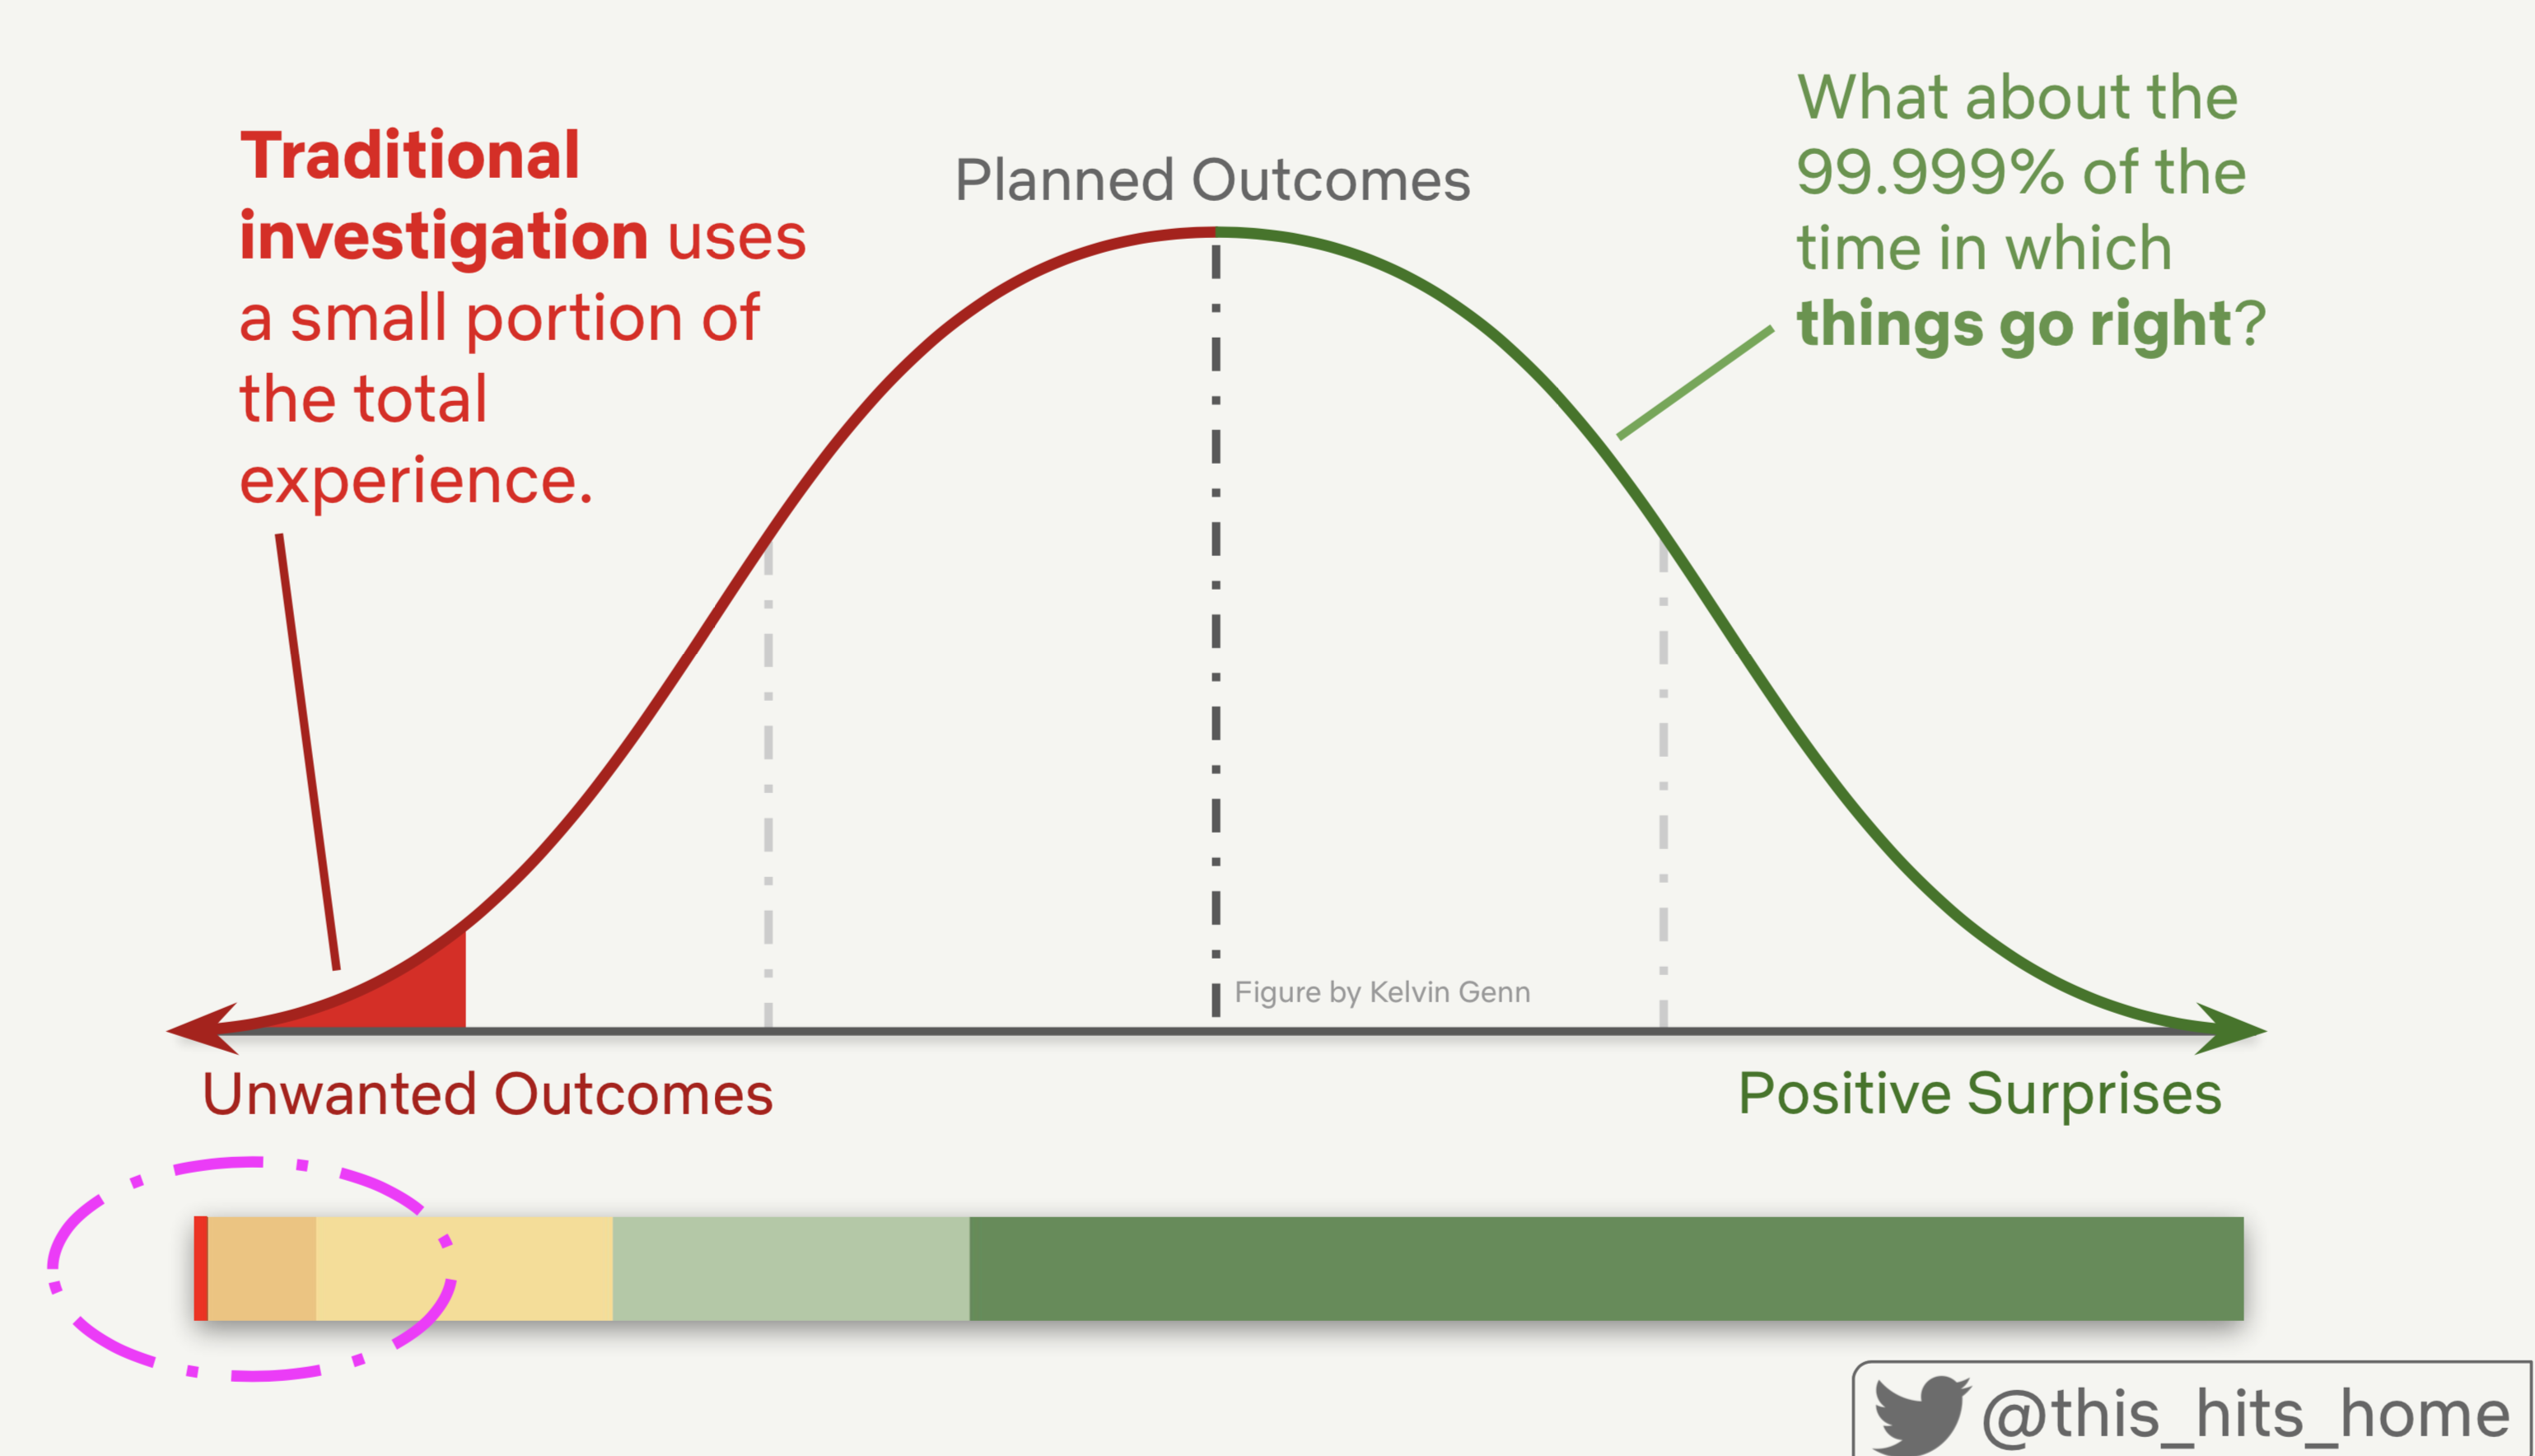 Traditional
investigation uses
a small portion of
the total
experience.
Planned Outcomes
What about the
99.999% of the
time in which
things go right?
Figure by Kelvin Genn
Unwanted Outcomes
Positive Surprises
@this_hits_home